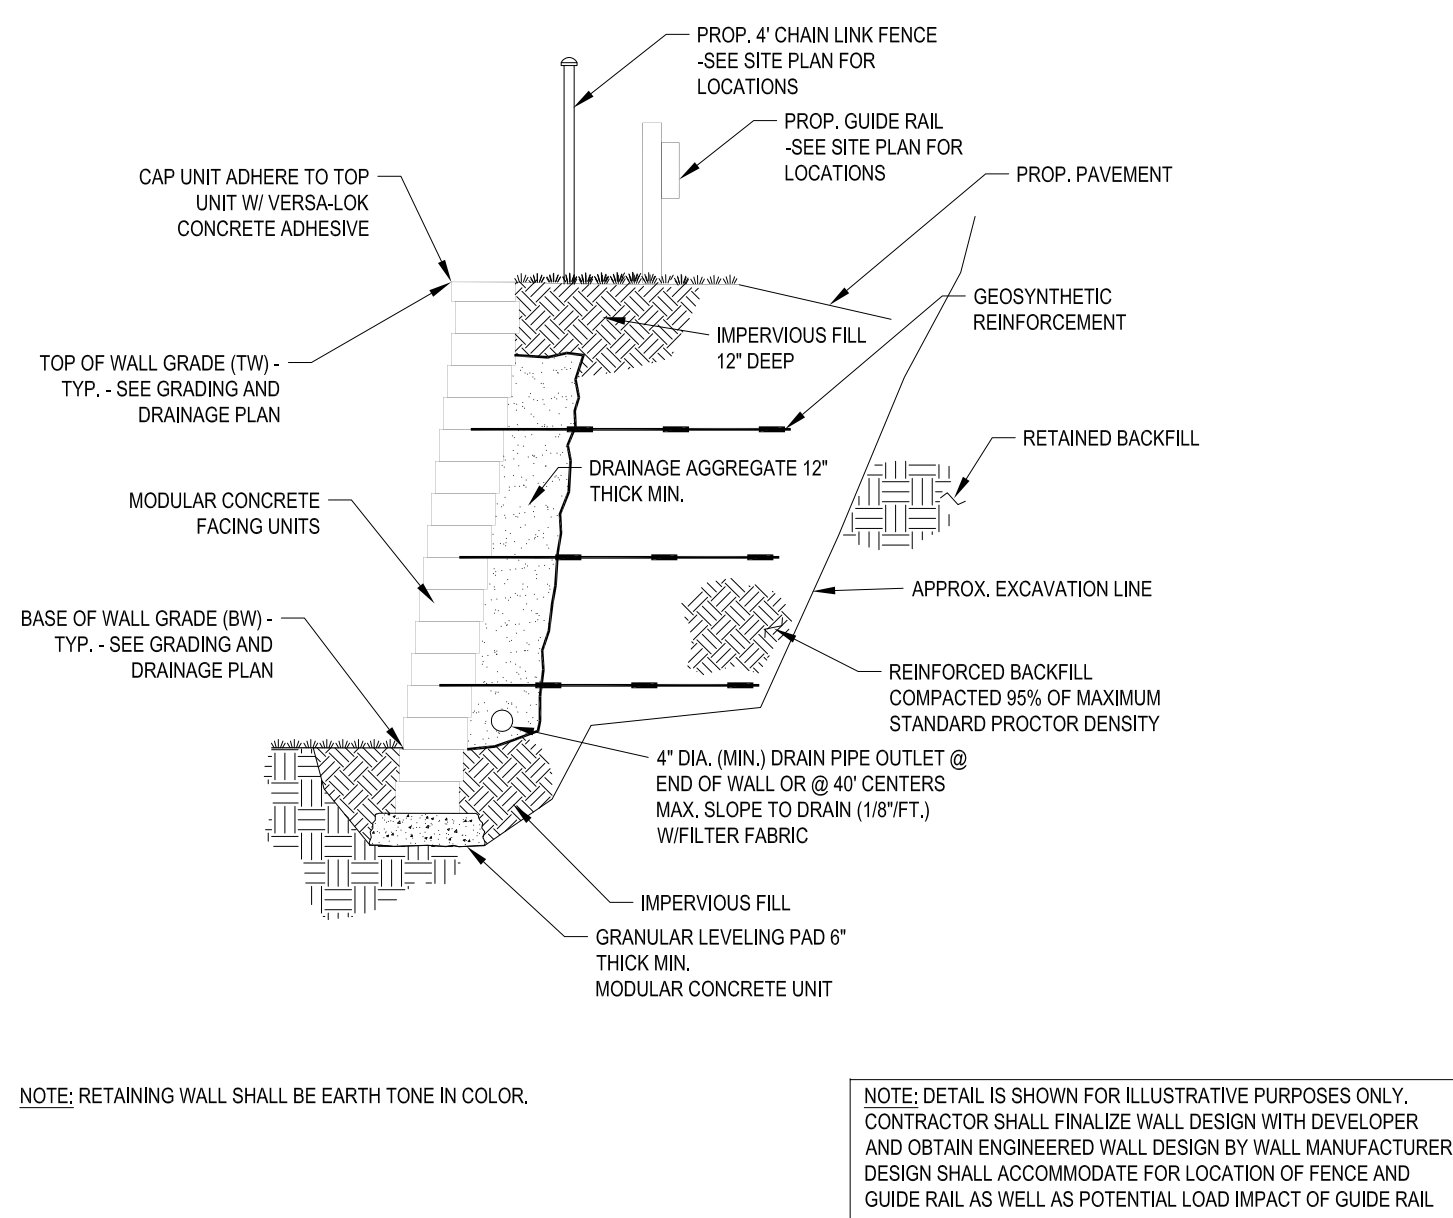 PROP. 4' CHAIN LINK FENCE
-SEE SITE PLAN FOR
LOCATIONS
PROP. GUIDE RAIL
-SEE SITE PLAN FOR
LOCATIONS
PROP. PAVEMENT
CAP UNIT ADHERE TO TOP
UNIT W/ VERSA-LOK
CONCRETE ADHESIVE
GEOSYNTHETIC
REINFORCEMENT
IMPERVIOUS FILL
12" DEEP
TOP OF WALL GRADE (TW) -
TYP. - SEE GRADING AND
DRAINAGE PLAN
RETAINED BACKFILL
DRAINAGE AGGREGATE 12"
THICK MIN.
MODULAR CONCRETE
FACING UNITS
APPROX. EXCAVATION LINE
BASE OF WALL GRADE (BW) -
TYP. - SEE GRADING AND
DRAINAGE PLAN
REINFORCED BACKFILL
COMPACTED 95% OF MAXIMUM
STANDARD PROCTOR DENSITY
4" DIA. (MIN.) DRAIN PIPE OUTLET @
END OF WALL OR @ 40' CENTERS
MAX. SLOPE TO DRAIN (1/8"/FT.)
W/FILTER FABRIC
IMPERVIOUS FILL
GRANULAR LEVELING PAD 6"
THICK MIN.
MODULAR CONCRETE UNIT
NOTE: RETAINING WALL SHALL BE EARTH TONE IN COLOR.
NOTE: DETAIL IS SHOWN FOR ILLUSTRATIVE PURPOSES ONLY.
CONTRACTOR SHALL FINALIZE WALL DESIGN WITH DEVELOPER
AND OBTAIN ENGINEERED WALL DESIGN BY WALL MANUFACTURER
DESIGN SHALL ACCOMMODATE FOR LOCATION OF FENCE AND
GUIDE RAIL AS WELL AS POTENTIAL LOAD IMPACT OF GUIDE RAIL